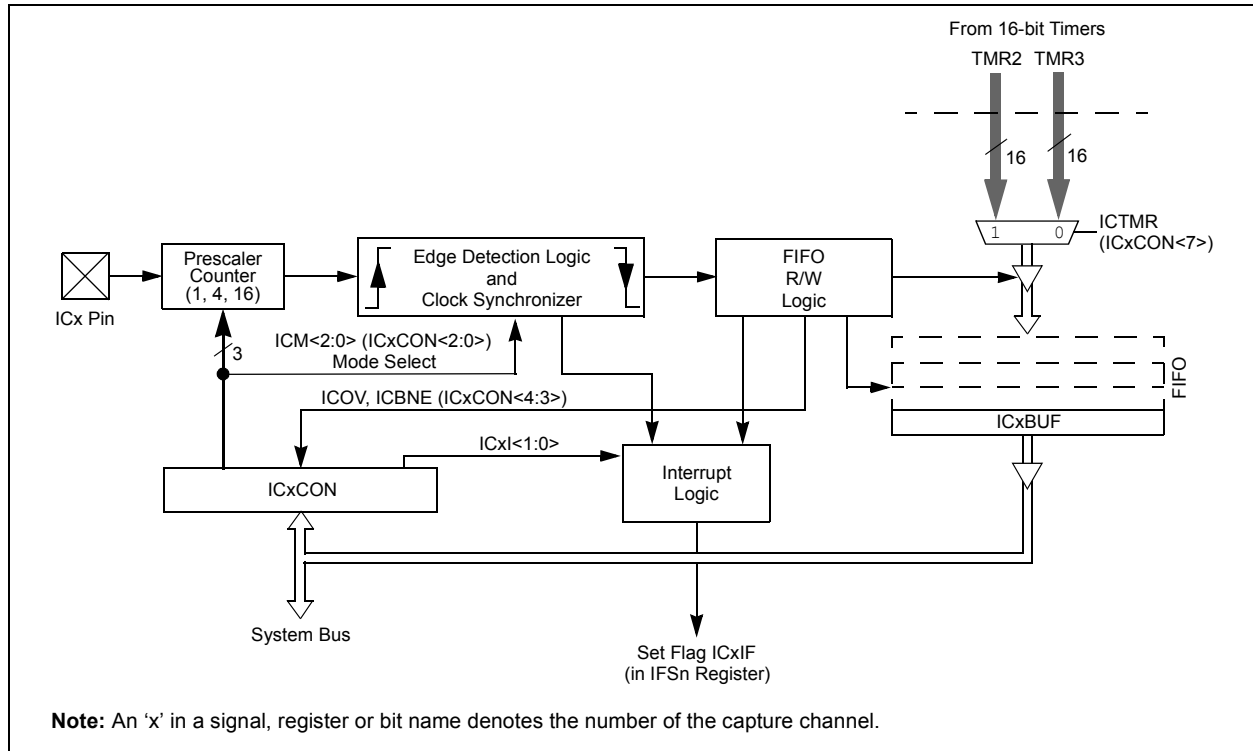 From 16-bit Timers
TMR2 TMR3
16 16
1 0
ICTMR
(ICxCON<7>)
ICx Pin
Prescaler
Counter
(1, 4, 16)
Edge Detection Logic
and
Clock Synchronizer
FIFO
R/W
Logic
3
ICM<2:0> (ICxCON<2:0>)
Mode Select
FIFO
ICOV, ICBNE (ICxCON<4:3>)
ICxBUF
ICxI<1:0>
ICxCON
Interrupt
Logic
System Bus
Set Flag ICxIF
(in IFSn Register)
Note: An ‘x’ in a signal, register or bit name denotes the number of the capture channel.